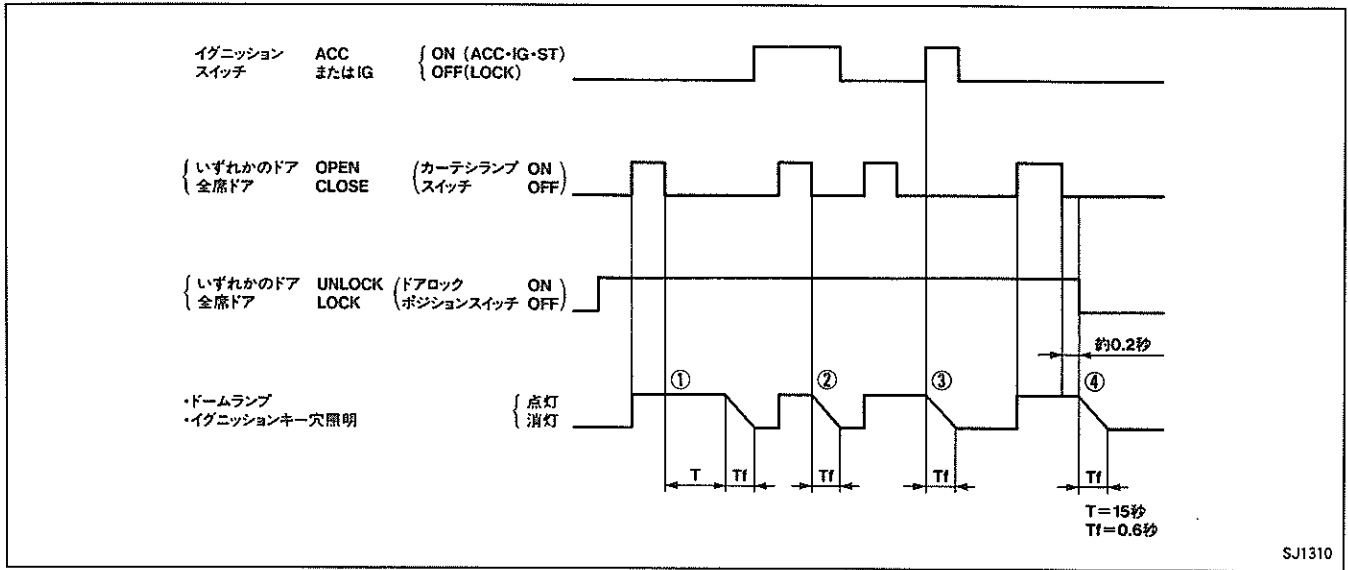 イグニッション ACC { ON (ACC・IG・ST)
スイッチ またはIG { OFF(LOCK)
{ いずれかのドア OPEN (カーテシランプ ON)
{ 全席ドア CLOSE (スイッチ OFF)
{ いずれかのドア UNLOCK (ドアロック ON)
{ 全席ドア LOCK (ポジションスイッチ OFF)
約0.2秒
① ② ③ ④
・ドームランプ { 点灯
・イグニッションキー穴照明 { 消灯
T Tf Tf Tf Tf
T=15秒
Tf=0.6秒
SJ1310